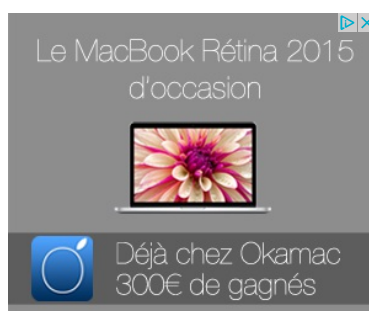 Le MacBook Rétina 2015
d'occasion
Déjà chez Okamac
300€ de gagnés